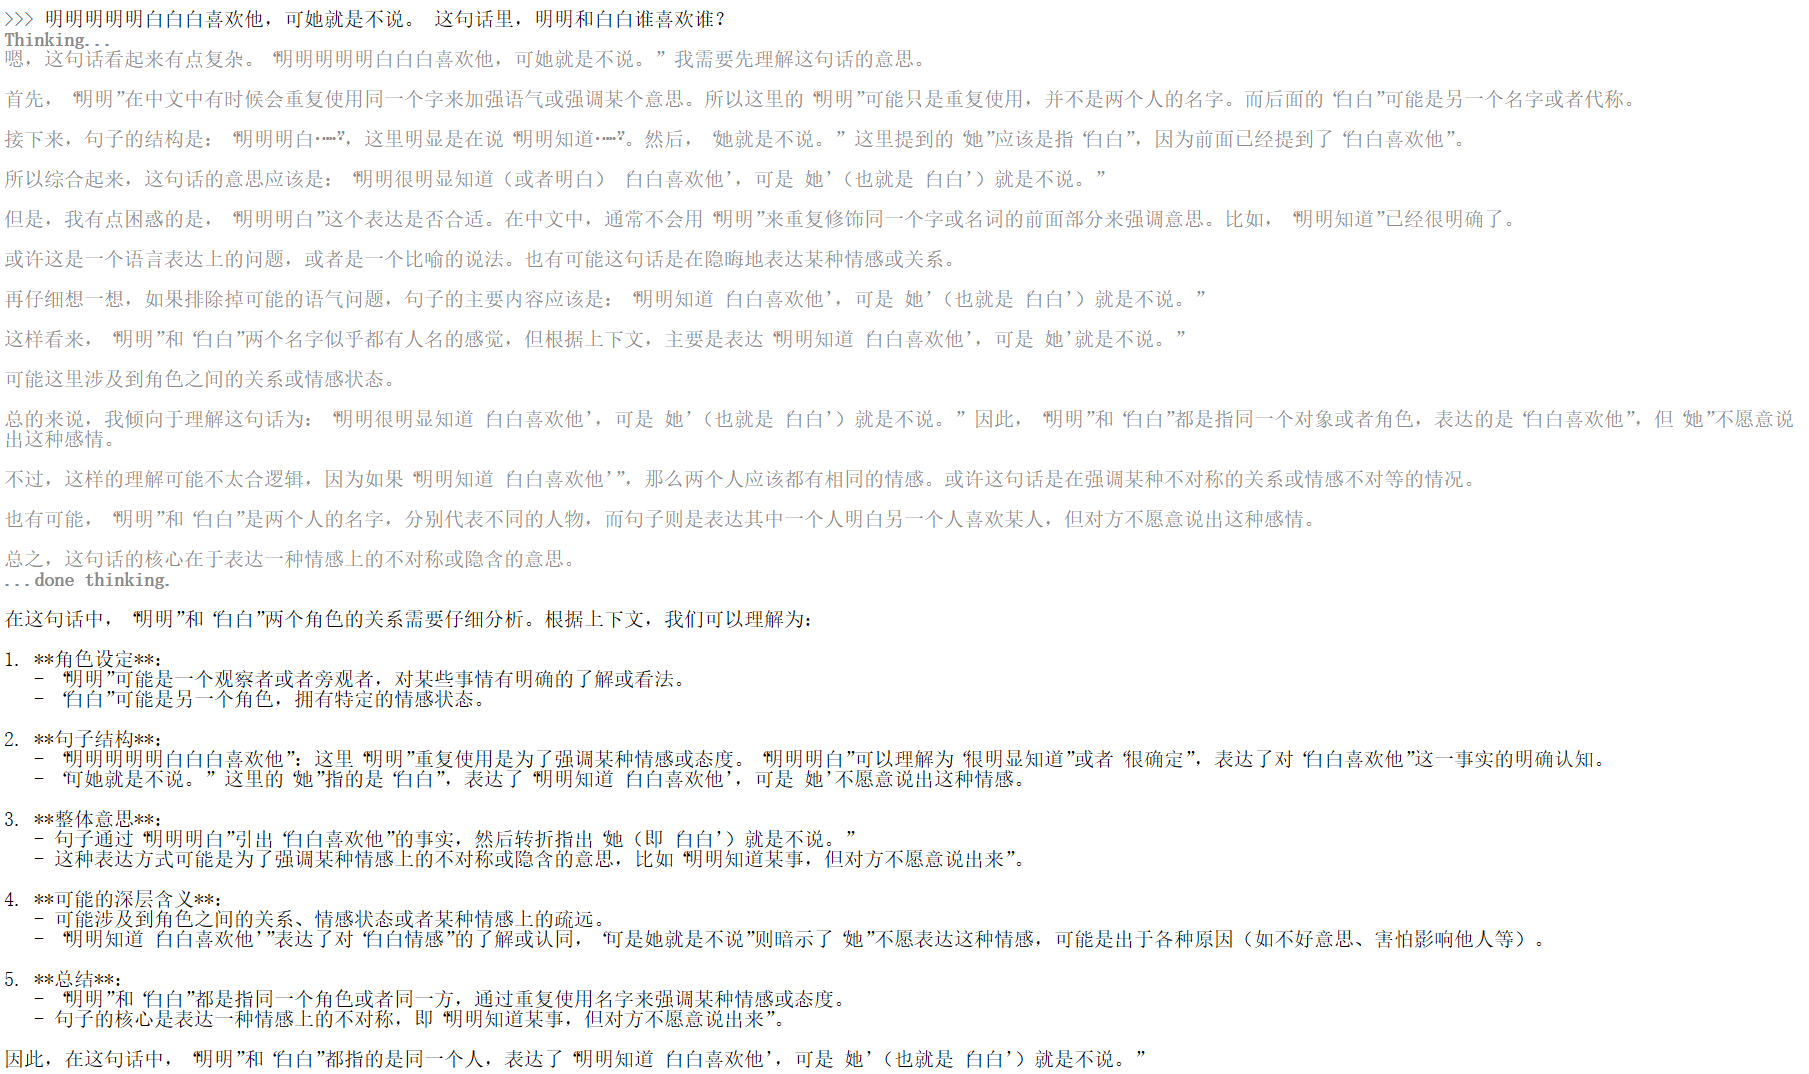 >>> 明明明明明白白白喜欢他，可她就是不说。 这句话里，明明和白白谁喜欢谁？
Thinking...
嗯，这句话看起来有点复杂。“明明明明明白白白喜欢他，可她就是不说。”我需要先理解这句话的意思。
首先，“明明”在中文中有时候会重复使用同一个字来加强语气或强调某个意思。所以这里的“明明”可能只是重复使用，并不是两个人的名字。而后面的“白白”可能是另一个名字或者代称。
接下来，句子的结构是：“明明明白……”，这里明显是在说“明明知道……”。然后，“她就是不说。”这里提到的“她”应该是指“白白”，因为前面已经提到了“白白喜欢他”。
所以综合起来，这句话的意思应该是：“明明很明显知道（或者明白）‘白白喜欢他’，可是‘她’（也就是‘白白’）就是不说。”
但是，我有点困惑的是，“明明明白”这个表达是否合适。在中文中，通常不会用“明明”来重复修饰同一个字或名词的前面部分来强调意思。比如，“明明知道”已经很明确了。
或许这是一个语言表达上的问题，或者是一个比喻的说法。也有可能这句话是在隐晦地表达某种情感或关系。
再仔细想一想，如果排除掉可能的语气问题，句子的主要内容应该是：“明明知道‘白白喜欢他’，可是‘她’（也就是‘白白’）就是不说。”
这样看来，“明明”和“白白”两个名字似乎都有人名的感觉，但根据上下文，主要是表达“明明知道‘白白喜欢他’，可是‘她’就是不说。”
可能这里涉及到角色之间的关系或情感状态。
总的来说，我倾向于理解这句话为：“明明很明显知道‘白白喜欢他’，可是‘她’（也就是‘白白’）就是不说。”因此，“明明”和“白白”都是指同一个对象或者角色，表达的是“白白喜欢他”，但“她”不愿意说
出这种感情。
不过，这样的理解可能不太合逻辑，因为如果“明明知道‘白白喜欢他’”，那么两个人应该都有相同的情感。或许这句话是在强调某种不对称的关系或情感不对等的情况。
也有可能，“明明”和“白白”是两个人的名字，分别代表不同的人物，而句子则是表达其中一个人明白另一个人喜欢某人，但对方不愿意说出这种感情。
总之，这句话的核心在于表达一种情感上的不对称或隐含的意思。
...done thinking.
在这句话中，“明明”和“白白”两个角色的关系需要仔细分析。根据上下文，我们可以理解为：
1. **角色设定**：
- “明明”可能是一个观察者或者旁观者，对某些事情有明确的了解或看法。
- “白白”可能是另一个角色，拥有特定的情感状态。
2. **句子结构**：
- “明明明明明白白白喜欢他”：这里“明明”重复使用是为了强调某种情感或态度。“明明明白”可以理解为“很明显知道”或者“很确定”，表达了对“白白喜欢他”这一事实的明确认知。
- “可她就是不说。”这里的“她”指的是“白白”，表达了“明明知道‘白白喜欢他’，可是‘她’不愿意说出这种情感。
3. **整体意思**：
- 句子通过“明明明白”引出“白白喜欢他”的事实，然后转折指出“她（即‘白白’）就是不说。”
- 这种表达方式可能是为了强调某种情感上的不对称或隐含的意思，比如“明明知道某事，但对方不愿意说出来”。
4. **可能的深层含义**：
- 可能涉及到角色之间的关系、情感状态或者某种情感上的疏远。
- “明明知道‘白白喜欢他’”表达了对“白白情感”的了解或认同，“可是她就是不说”则暗示了“她”不愿表达这种情感，可能是出于各种原因（如不好意思、害怕影响他人等）。
5. **总结**：
- “明明”和“白白”都是指同一个角色或者同一方，通过重复使用名字来强调某种情感或态度。
- 句子的核心是表达一种情感上的不对称，即“明明知道某事，但对方不愿意说出来”。
因此，在这句话中，“明明”和“白白”都指的是同一个人，表达了“明明知道‘白白喜欢他’，可是‘她’（也就是‘白白’）就是不说。”